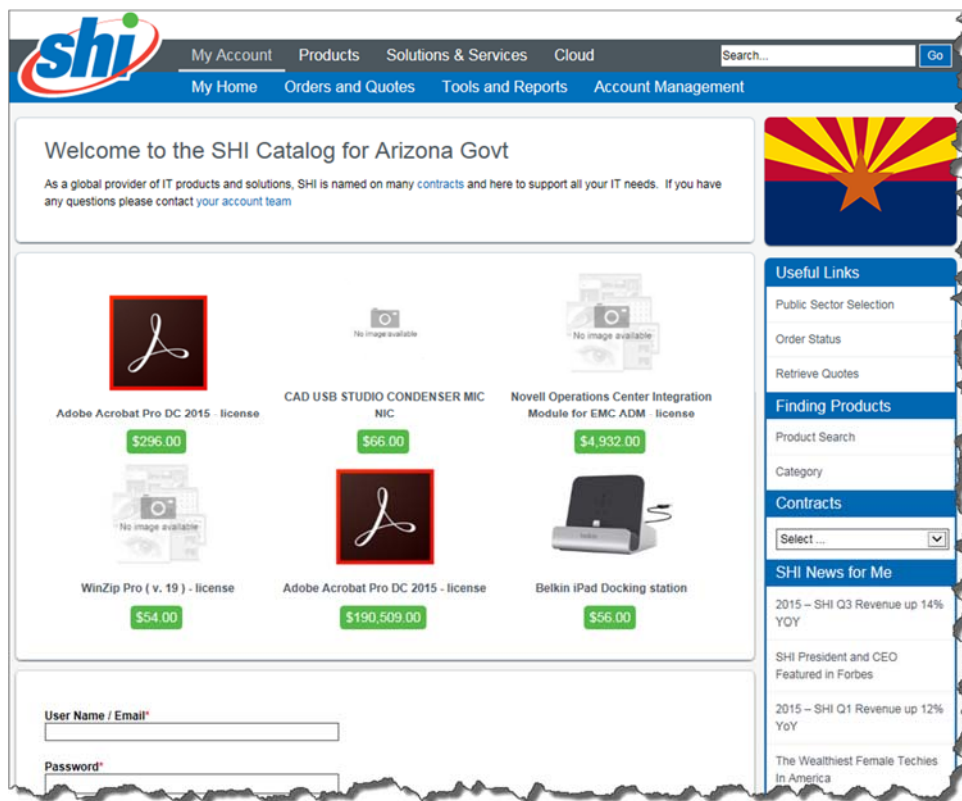 shi
My Account Products Solutions & Services Cloud
Search...
Go
My Home Orders and Quotes Tools and Reports Account Management
Welcome to the SHI Catalog for Arizona Govt
As a global provider of IT products and solutions, SHI is named on many contracts and here to support all your IT needs. If you have
any questions please contact your account team
No image available
No image available
Adobe Acrobat Pro DC 2015 - license
CAD USB STUDIO CONDENSER MIC
NIC
Novell Operations Center Integration
Module for EMC ADM - license
$296.00
$66.00
$4,932.00
No image available
belkin
WinZip Pro ( v. 19 ) - license
Adobe Acrobat Pro DC 2015 - license
Belkin iPad Docking station
$54.00
$190,509.00
$56.00
User Name / Email*
Password*
Useful Links
Public Sector Selection
Order Status
Retrieve Quotes
Finding Products
Product Search
Category
Contracts
Select ...
SHI News for Me
2015 – SHI Q3 Revenue up 14%
YOY
SHI President and CEO
Featured in Forbes
2015 – SHI Q1 Revenue up 12%
YoY
The Wealthiest Female Techies
In America